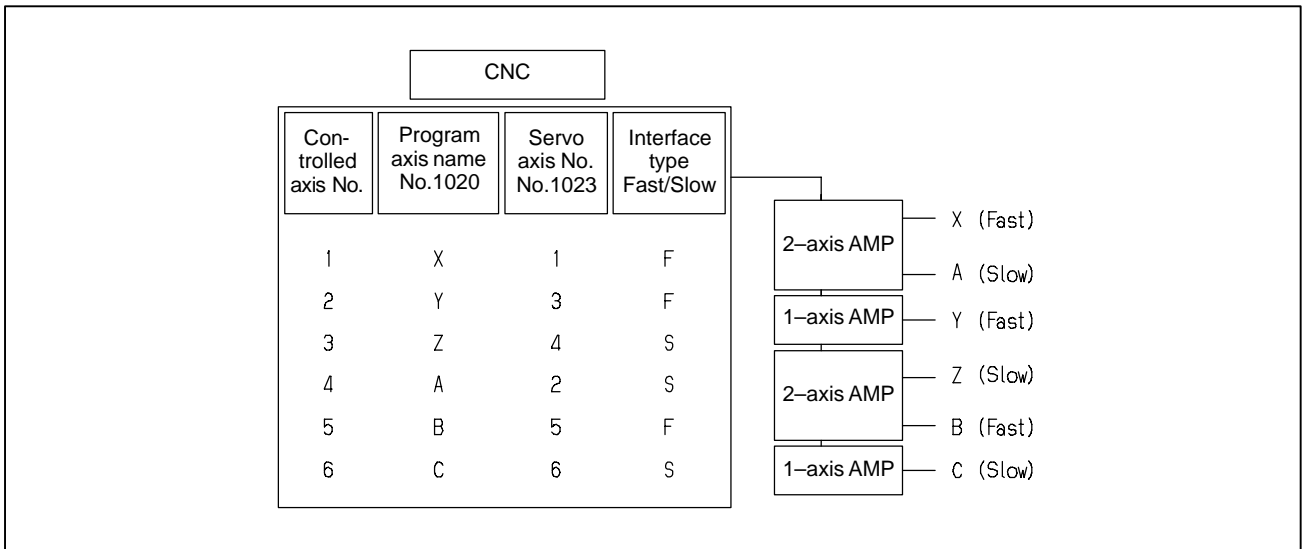 CNC
Con-
trolled
axis No.
Program
axis name
No.1020
Servo
axis No.
No.1023
Interface
type
Fast/Slow
1 X 1 F
2 Y 3 F
3 Z 4 S
4 A 2 S
5 B 5 F
6 C 6 S
2–axis AMP
X (Fast)
A (Slow)
1–axis AMP
Y (Fast)
2–axis AMP
Z (Slow)
B (Fast)
1–axis AMP
C (Slow)